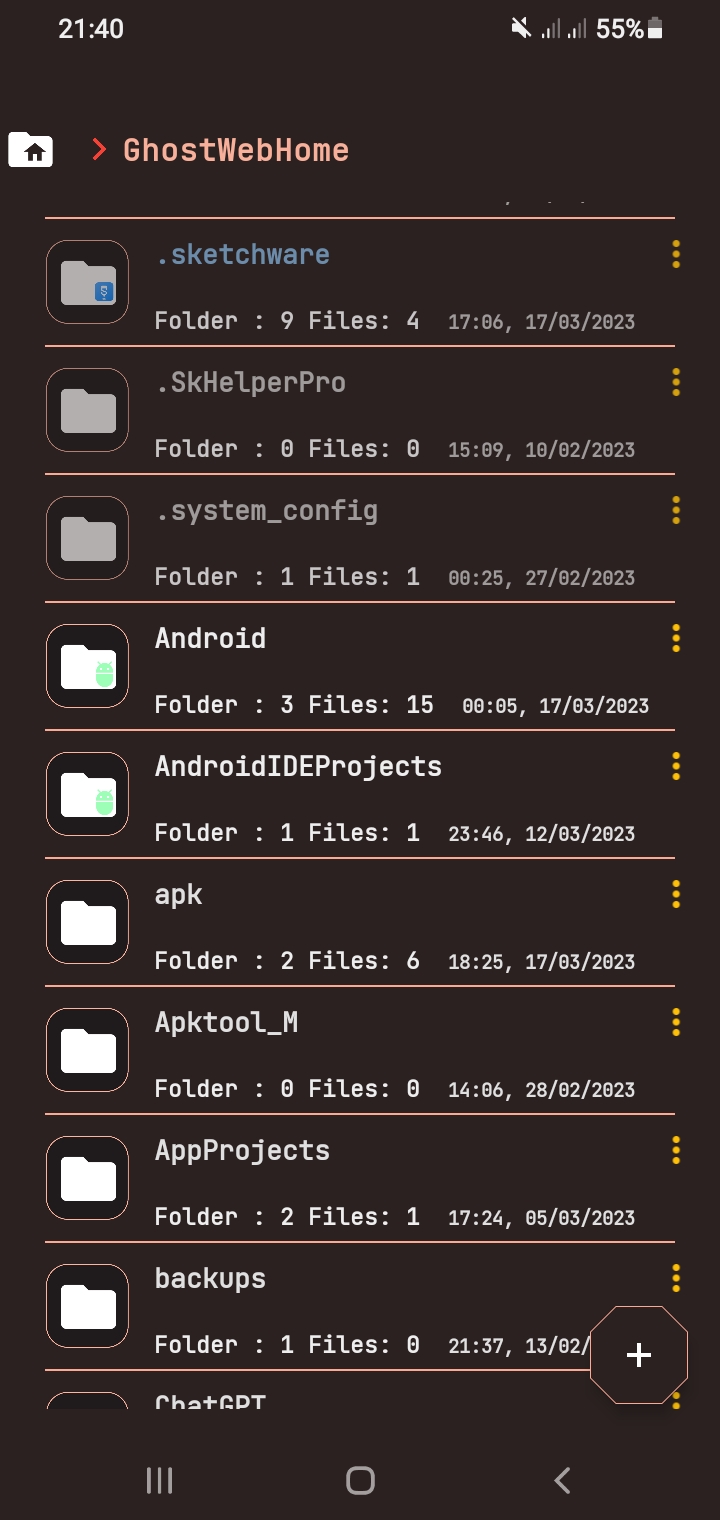 21:40
55%
GhostWebHome
.sketchware
Folder : 9 Files: 4 17:06, 17/03/2023
.SkHelperPro
Folder : 0 Files: 0 15:09, 10/02/2023
.system_config
Folder : 1 Files: 1 00:25, 27/02/2023
Android
Folder : 3 Files: 15 00:05, 17/03/2023
AndroidIDEProjects
Folder : 1 Files: 1 23:46, 12/03/2023
apk
Folder : 2 Files: 6 18:25, 17/03/2023
Apktool_M
Folder : 0 Files: 0 14:06, 28/02/2023
AppProjects
Folder : 2 Files: 1 17:24, 05/03/2023
backups
Folder : 1 Files: 0 21:37, 13/02/
ChatGPT